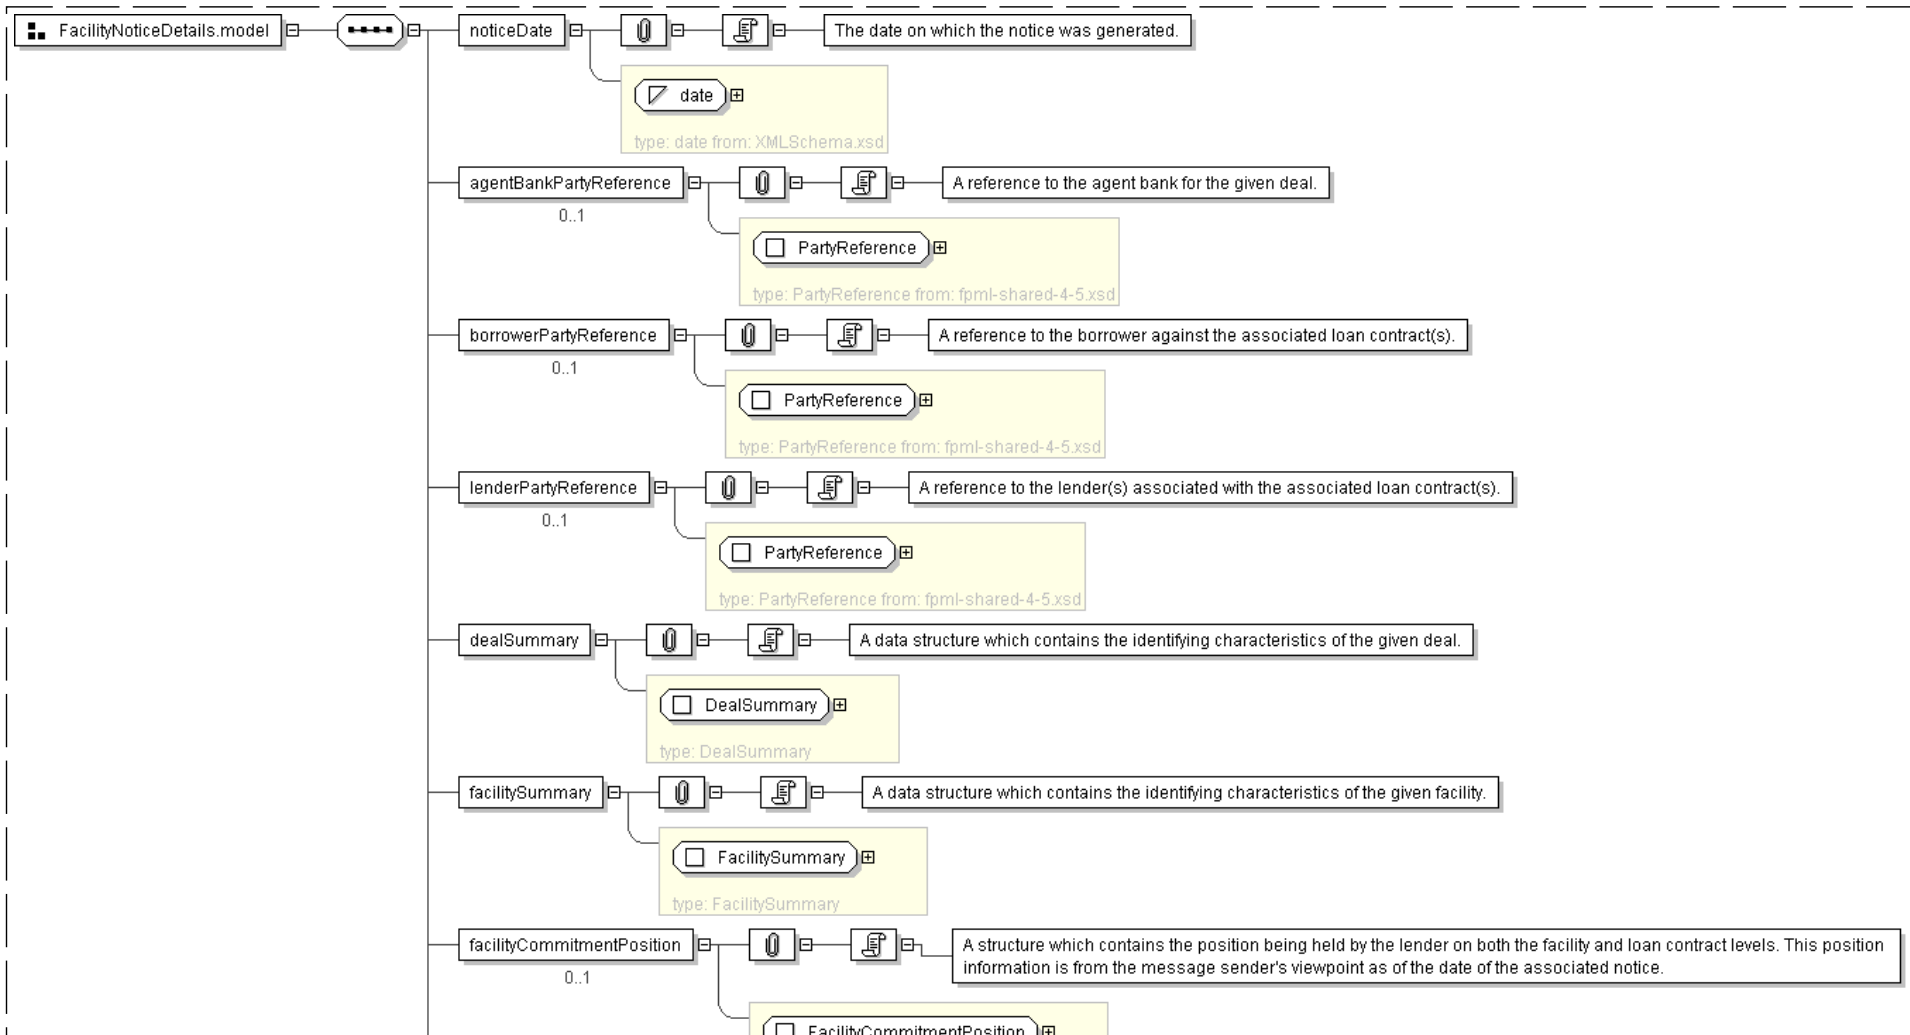 FacilityNoticeDetails.model
noticeDate
The date on which the notice was generated.
date
type: date from: XMLSchema.xsd
agentBankPartyReference
A reference to the agent bank for the given deal.
0..1
PartyReference
type: PartyReference from: fpml-shared-4-5.xsd
borrowerPartyReference
A reference to the borrower against the associated loan contract(s).
0..1
PartyReference
type: PartyReference from: fpml-shared-4-5.xsd
lenderPartyReference
A reference to the lender(s) associated with the associated loan contract(s).
0..1
PartyReference
type: PartyReference from: fpml-shared-4-5.xsd
dealSummary
A data structure which contains the identifying characteristics of the given deal.
DealSummary
type: DealSummary
facilitySummary
A data structure which contains the identifying characteristics of the given facility.
FacilitySummary
type: FacilitySummary
facilityCommitmentPosition
A structure which contains the position being held by the lender on both the facility and loan contract levels. This position
information is from the message sender's viewpoint as of the date of the associated notice.
0..1
FacilityCommitmentPosition